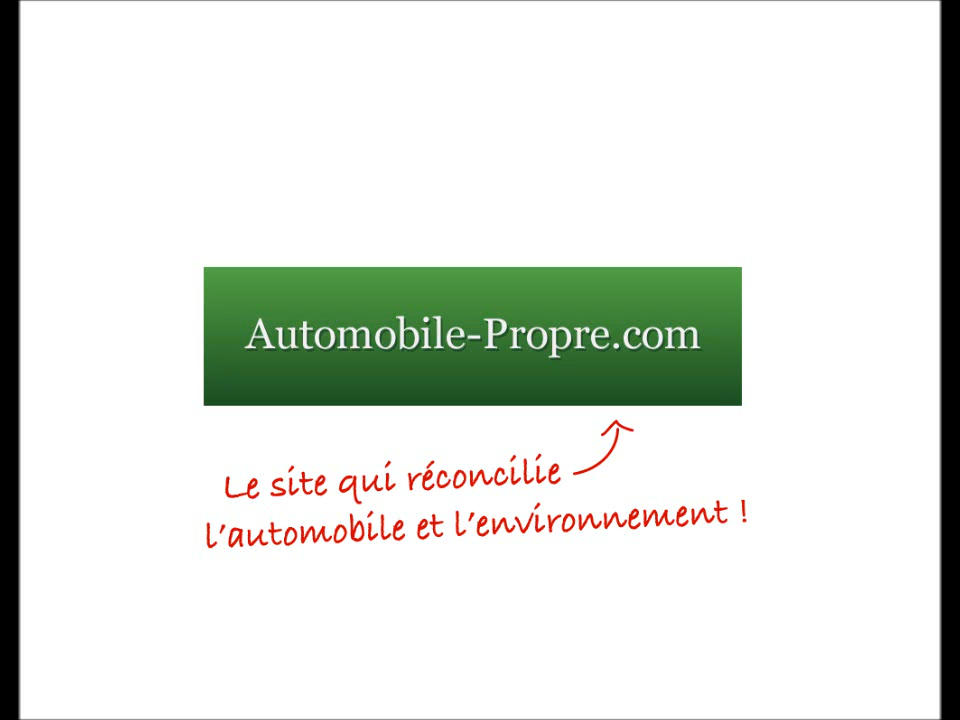 Automobile-Propre.com
Le site qui réconcilie
l'automobile et l'environnement !